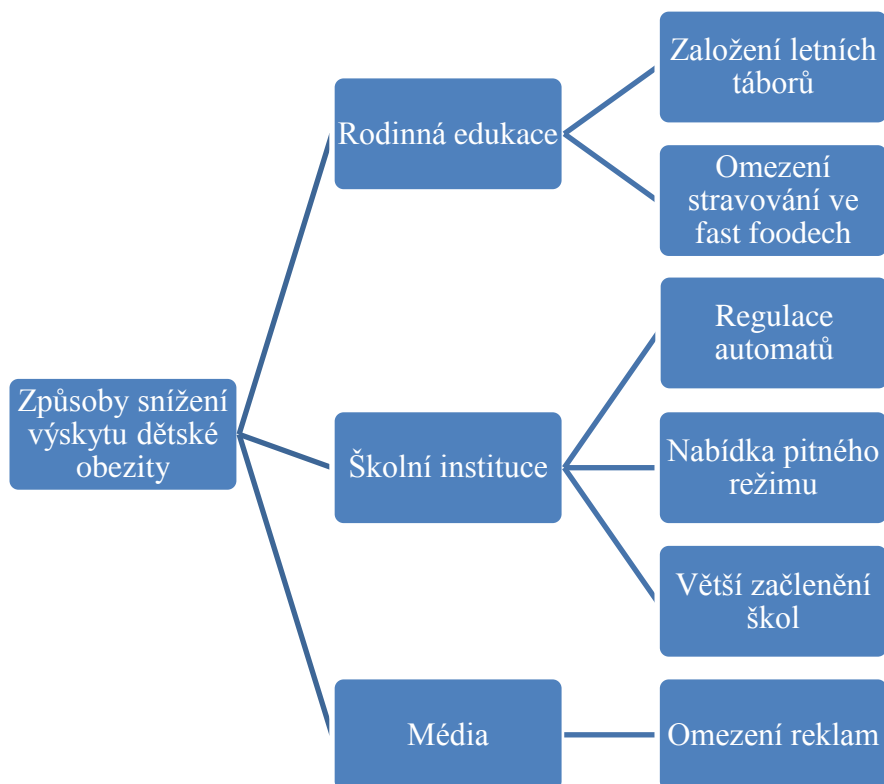 Způsoby snížení
výskytu dětské
obezity
Rodinná edukace
Založení letních
táborů
Omezení
stravování ve
fast foodech
Školní instituce
Regulace
automatů
Nabídka pitného
režimu
Větší začlenění
škol
Média
Omezení reklam